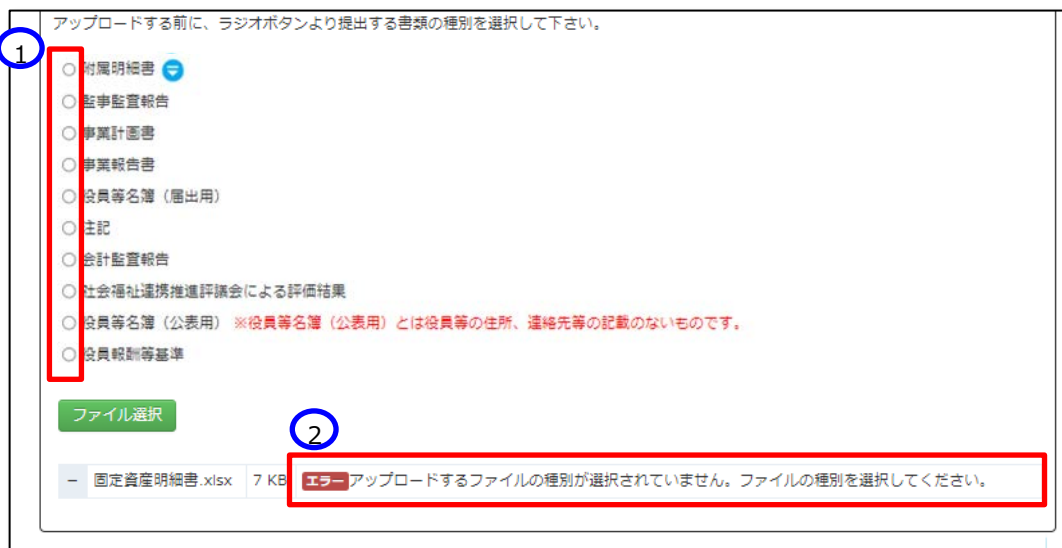 アップロードする前に、ラジオボタンより提出する書類の種別を選択して下さい。
1
附属明細書
監事監査報告
事業計画書
事業報告書
役員等名簿（届出用）
注記
会計監査報告
社会福祉連携推進評議会による評価結果
役員等名簿（公表用） ※役員等名簿（公表用）とは役員等の住所、連絡先等の記載のないものです。
役員報酬等基準
ファイル選択
2
－ 固定資産明細書.xlsx 7 KB エラー アップロードするファイルの種別が選択されていません。ファイルの種別を選択してください。